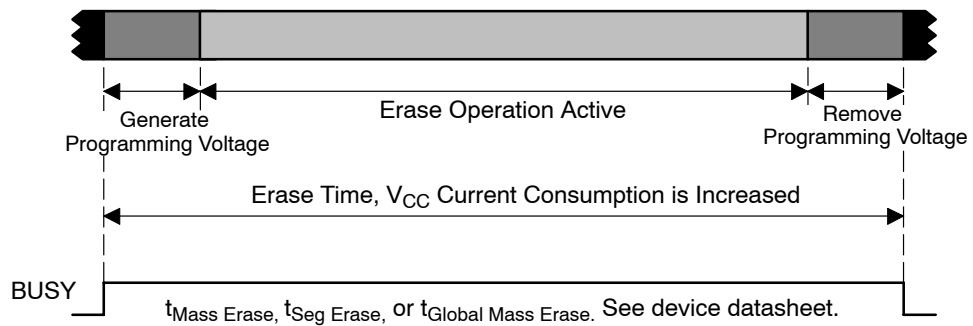 Generate
Programming Voltage
Erase Operation Active
Remove
Programming Voltage
Erase Time, VCC Current Consumption is Increased
BUSY
tMass Erase, tSeg Erase, or tGlobal Mass Erase. See device datasheet.